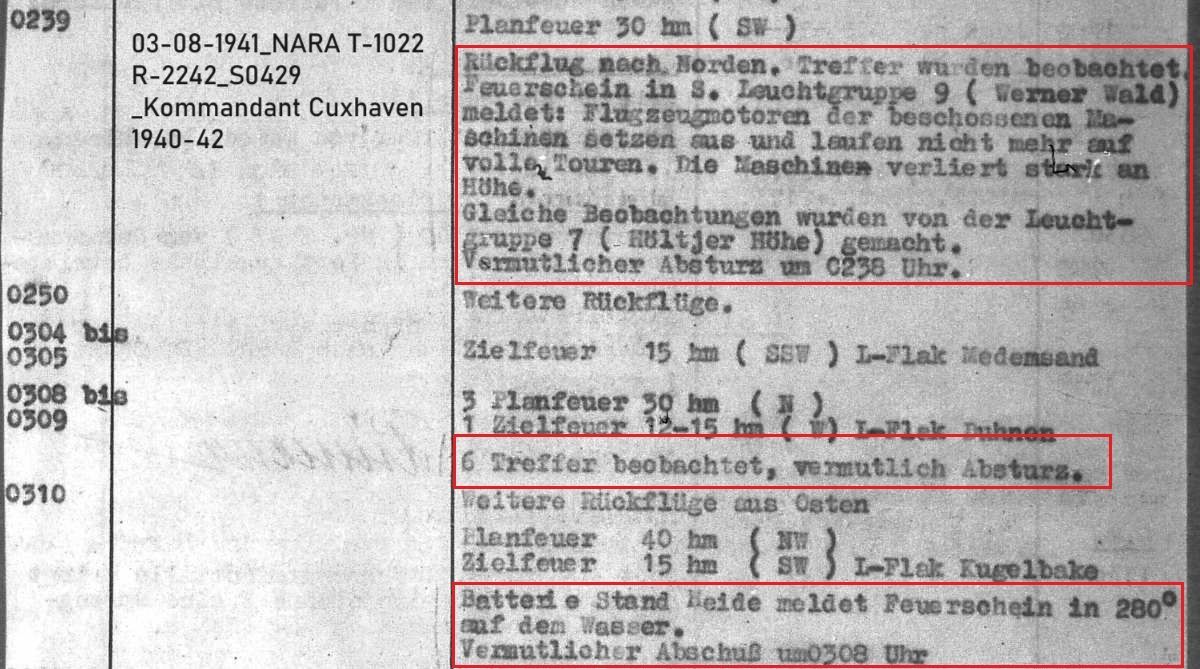 0239
Planfeuer 30 hm ( SW )
03-08-1941_NARA T-1022
R-2242_S0429
_Kommandant Cuxhaven
1940-42
Rückflug nach Norden. Treffer wurden beobachtet.
Feuerschein in S. Leuchtgruppe 9 ( Werner Wald)
meldet: Flugzeugmotoren der beschossenen Ma-
schinen setzen aus und laufen nicht mehr auf
volle Touren. Die Maschinen verliert stark an
Höhe.
Gleiche Beobachtungen wurden von der Leucht-
gruppe 7 ( Höltjer Höhe) gemacht.
Vermutlicher Absturz um 0238 Uhr.
0250
Weitere Rückflüge.
0304 bis
0305
Zielfeuer 15 hm ( SSW ) L-Flak Medemsand
0308 bis
0309
3 Planfeuer 30 hm ( N )
1 Zielfeuer 12-15 hm ( W) L-Flak Duhnen
6 Treffer beobachtet, vermutlich Absturz.
0310
Weitere Rückflüge aus Osten
Planfeuer 40 hm ( NW )
Zielfeuer 15 hm ( SW ) L-Flak Kugelbake
Batterie Stand Heide meldet Feuerschein in 280°
auf dem Wasser.
Vermutlicher Abschuß um0308 Uhr